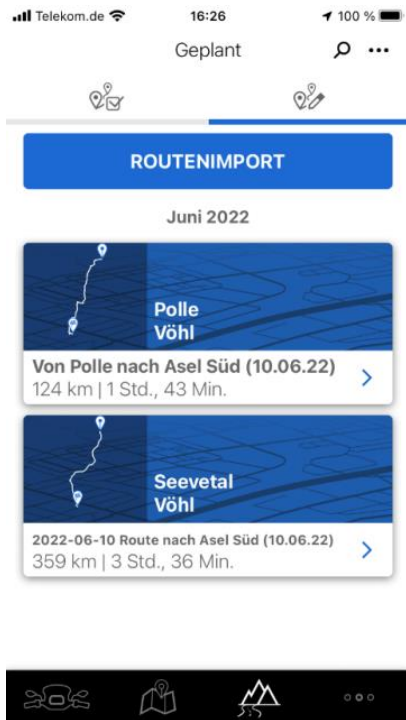 Telekom.de 16:26 100 %
Geplant
ROUTENIMPORT
Juni 2022
Polle
Vöhl
Von Polle nach Asel Süd (10.06.22)
124 km | 1 Std., 43 Min.
Seevetal
Vöhl
2022-06-10 Route nach Asel Süd (10.06.22)
359 km | 3 Std., 36 Min.